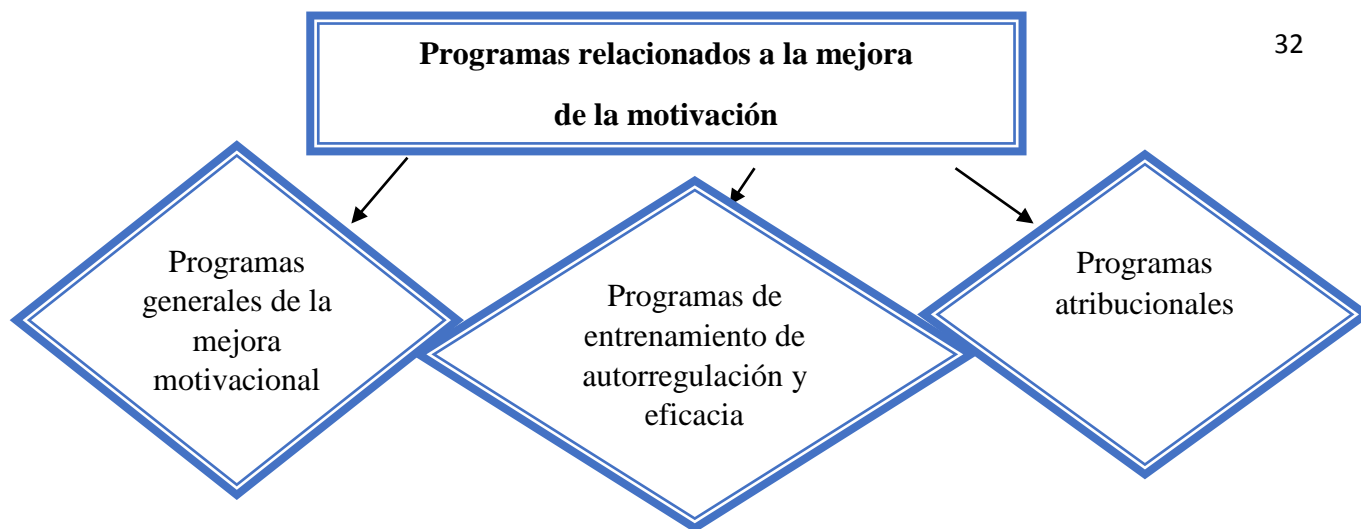 32
Programas relacionados a la mejora
de la motivación
Programas
generales de la
mejora
motivacional
Programas de
entrenamiento de
autorregulación y
eficacia
Programas
atribucionales